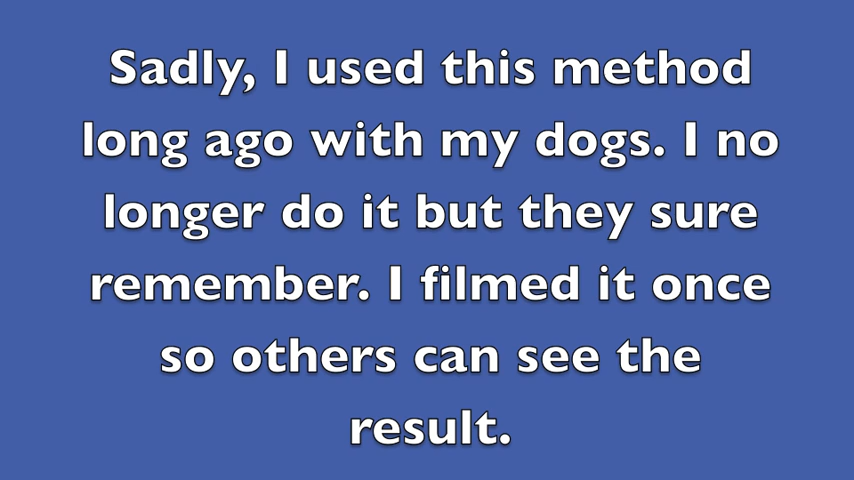 Sadly, I used this method
long ago with my dogs. I no
longer do it but they sure
remember. I filmed it once
so others can see the
result.